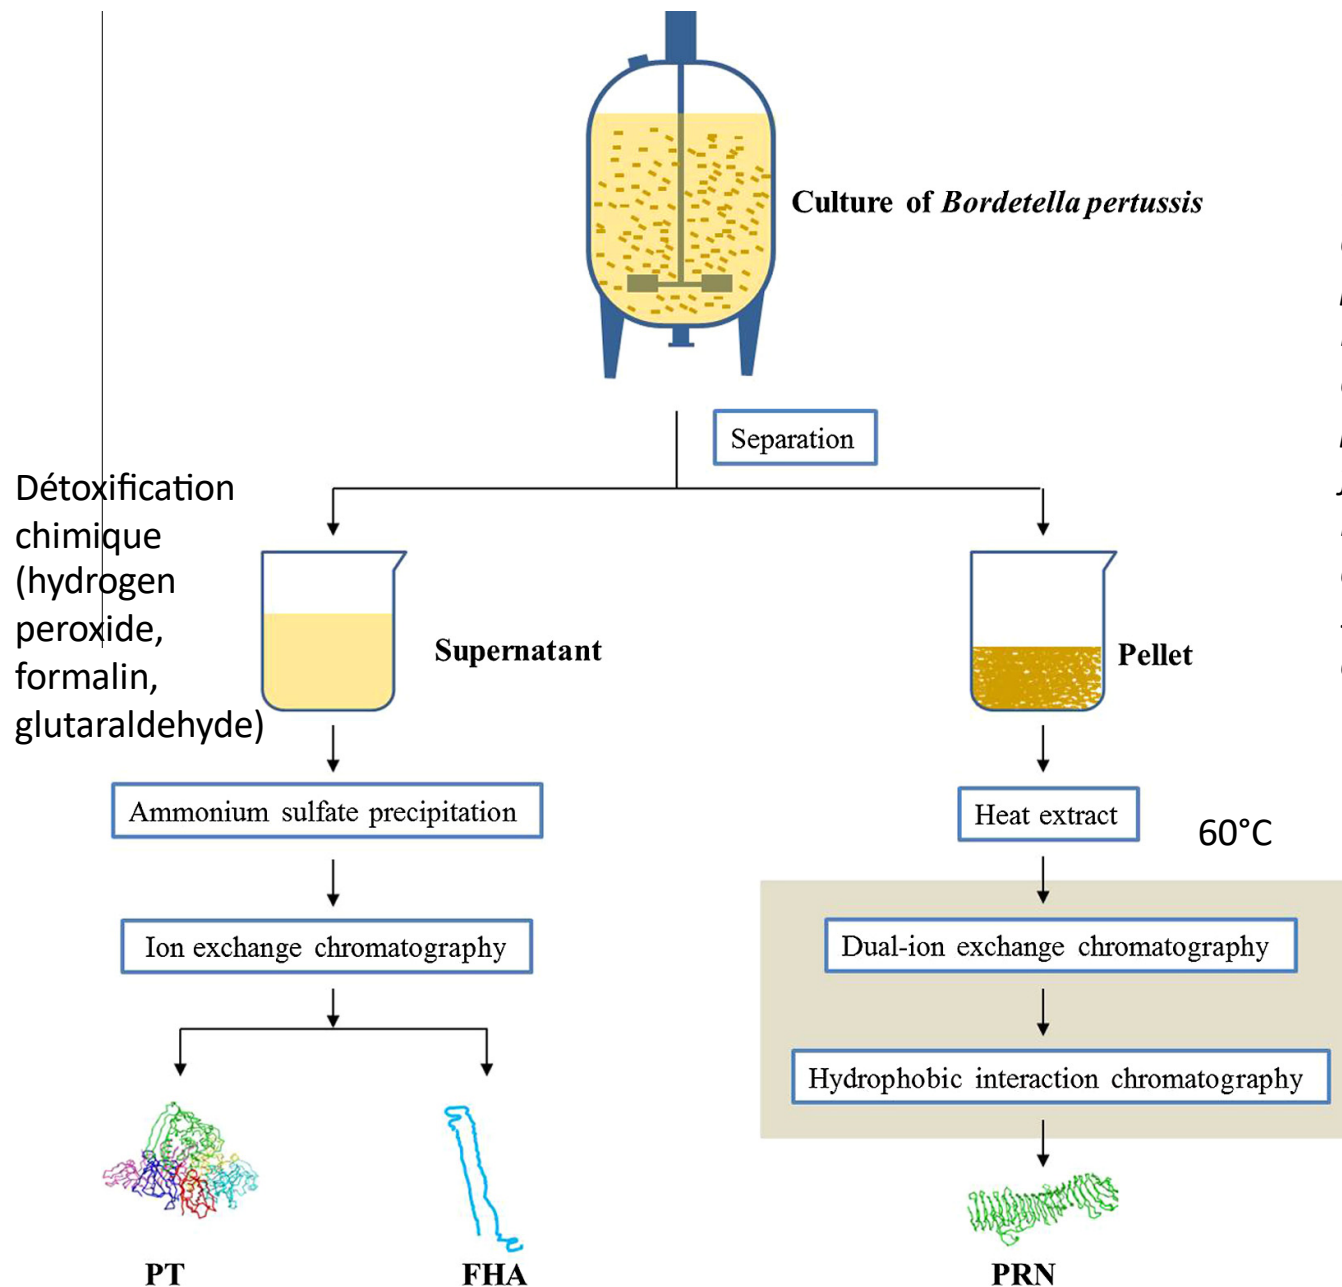 Culture of Bordetella pertussis
Separation
Détoxification
chimique
(hydrogen
peroxide,
formalin,
glutaraldehyde)
Supernatant
Pellet
Ammonium sulfate precipitation
Heat extract
60°C
Ion exchange chromatography
Dual-ion exchange chromatography
Hydrophobic interaction chromatography
PT
FHA
PRN